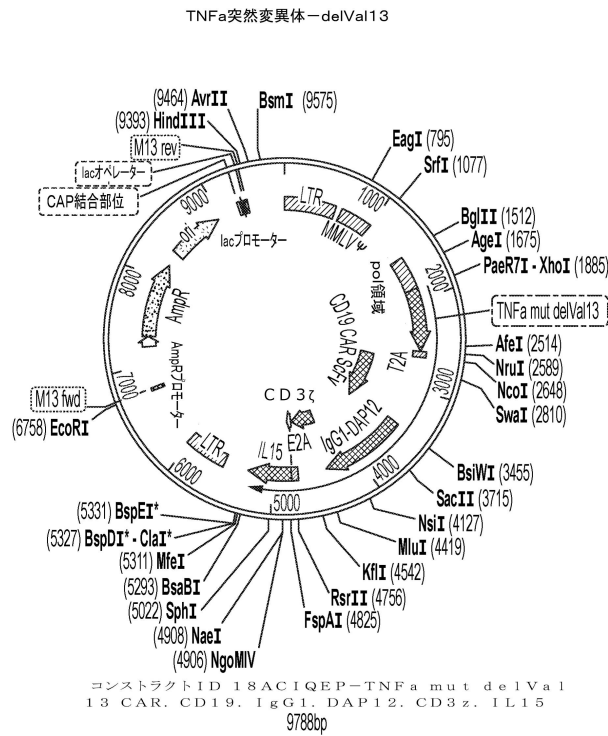 TNFa突然変異体－delVal13
(9464) AvrII
BsmI (9575)
(9393) HindIII
M13 rev
lacオペレーター
CAP結合部位
EagI (795)
SrfI (1077)
BglII (1512)
AgeI (1675)
PaeR7I - XhoI (1885)
TNFa mut delVal13
AfeI (2514)
NruI (2589)
NcoI (2648)
SwaI (2810)
BsiWI (3455)
SacII (3715)
NsiI (4127)
MluI (4419)
KflI (4542)
RsrII (4756)
FspAI (4825)
(4906) NgoMIV
(4908) NaeI
(5022) SphI
(5293) BsaBI
(5311) MfeI
(5327) BspDI* - ClaI*
(5331) BspEI*
(6758) EcoRI
M13 fwd
1000
2000
3000
4000
5000
6000
7000
8000
9000
LTR
MMLV Ψ
pol領域
T2A
CD19 CAR SCFv
IgG1-DAP12
CD3ζ
E2A
IL15
LTR
AmpRプロモーター
AmpR
ori
lacプロモーター
コンストラクトID 18ACIQEP－TNFa mut delVal
13 CAR. CD19. IgG1. DAP12. CD3z. IL15
9788bp